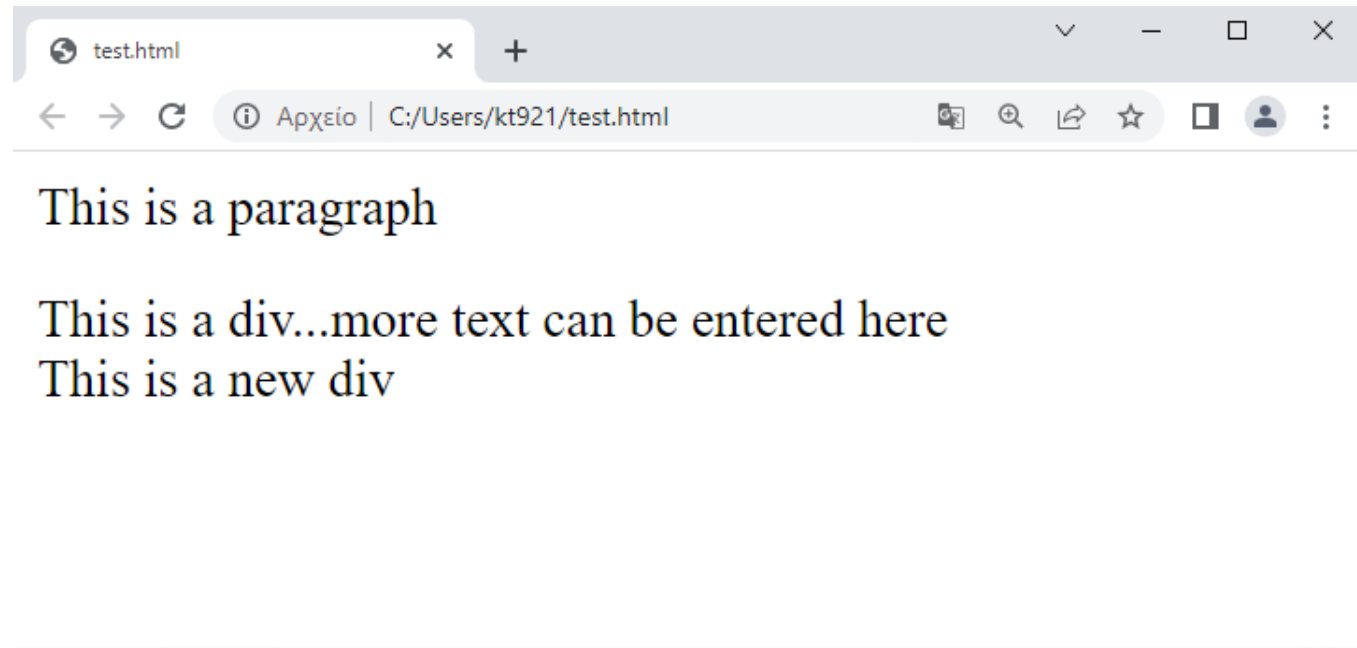 test.html
Αρχείο | C:/Users/kt921/test.html
This is a paragraph
This is a div...more text can be entered here
This is a new div